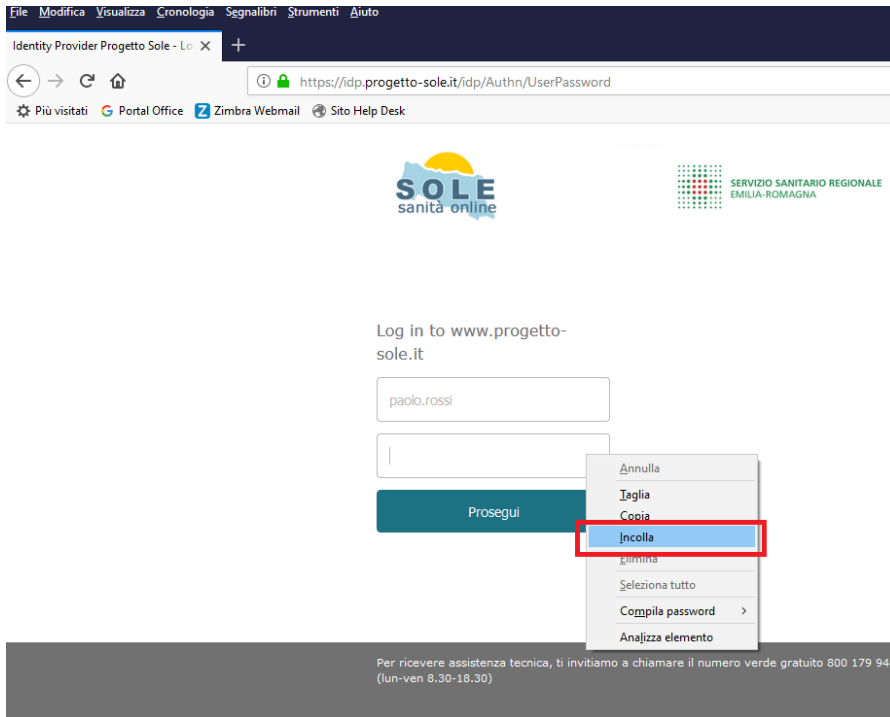 File Modifica Visualizza Cronologia Segnalibri Strumenti Aiuto
Identity Provider Progetto Sole - Lo
https://idp.progetto-sole.it/idp/Authn/UserPassword
Più visitati Portal Office Zimbra Webmail Sito Help Desk
SOLE
sanità online
SERVIZIO SANITARIO REGIONALE
EMILIA-ROMAGNA
Log in to www.progetto-
sole.it
paolo.rossi
Prosegui
Annulla
Taglia
Copia
Incolla
Elimina
Seleziona tutto
Compila password
Analizza elemento
Per ricevere assistenza tecnica, ti invitiamo a chiamare il numero verde gratuito 800 179 94
(lun-ven 8.30-18.30)